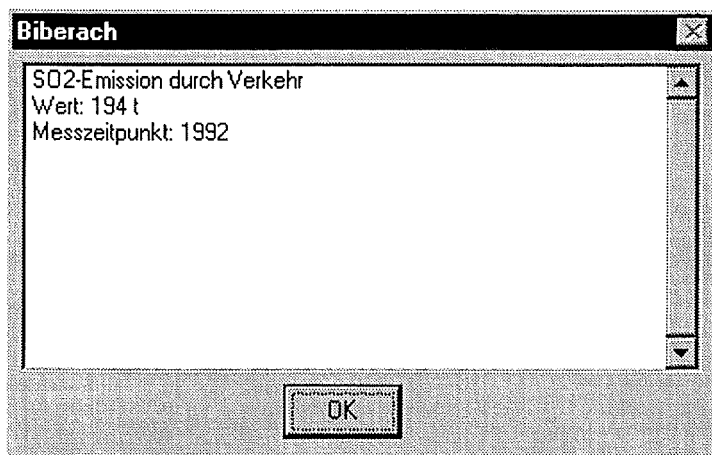 Biberach
SO2-Emission durch Verkehr
Wert: 194 t
Messzeitpunkt: 1992
OK